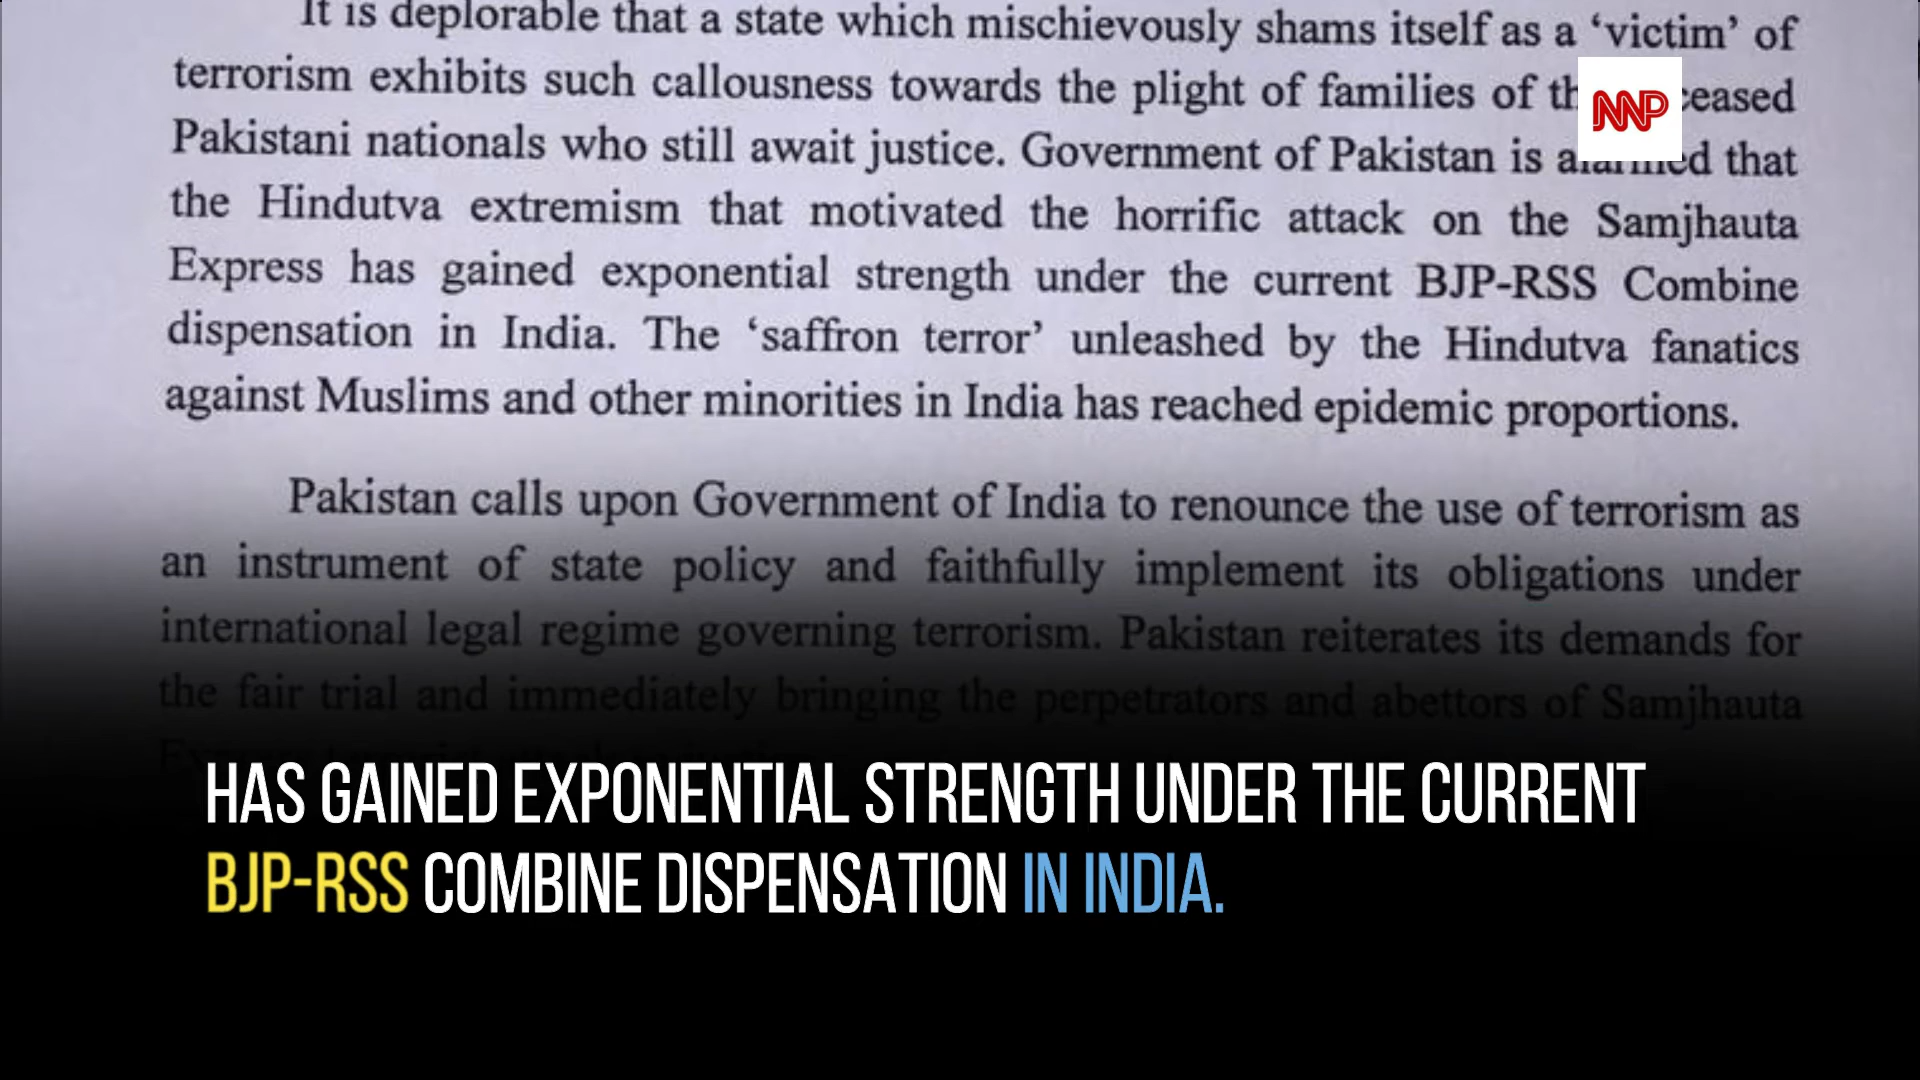 It is deplorable that a state which mischievously shams itself as a ‘victim’ of
terrorism exhibits such callousness towards the plight of families of
Pakistani nationals who still await justice. Government of Pakistan is alarmed that
the Hindutva extremism that motivated the horrific attack on the Samjhauta
Express has gained exponential strength under the current BJP-RSS Combine
dispensation in India. The ‘saffron terror’ unleashed by the Hindutva fanatics
against Muslims and other minorities in India has reached epidemic proportions.
Pakistan calls upon Government of India to renounce the use of terrorism as
an instrument of state policy and faithfully implement its obligations under
international legal regime governing terrorism. Pakistan reiterates its demands for
the fair trial and immediately bringing the perpetrators and abettors of Samjhauta
NNP
HAS GAINED EXPONENTIAL STRENGTH UNDER THE CURRENT
BJP-RSS COMBINE DISPENSATION IN INDIA.